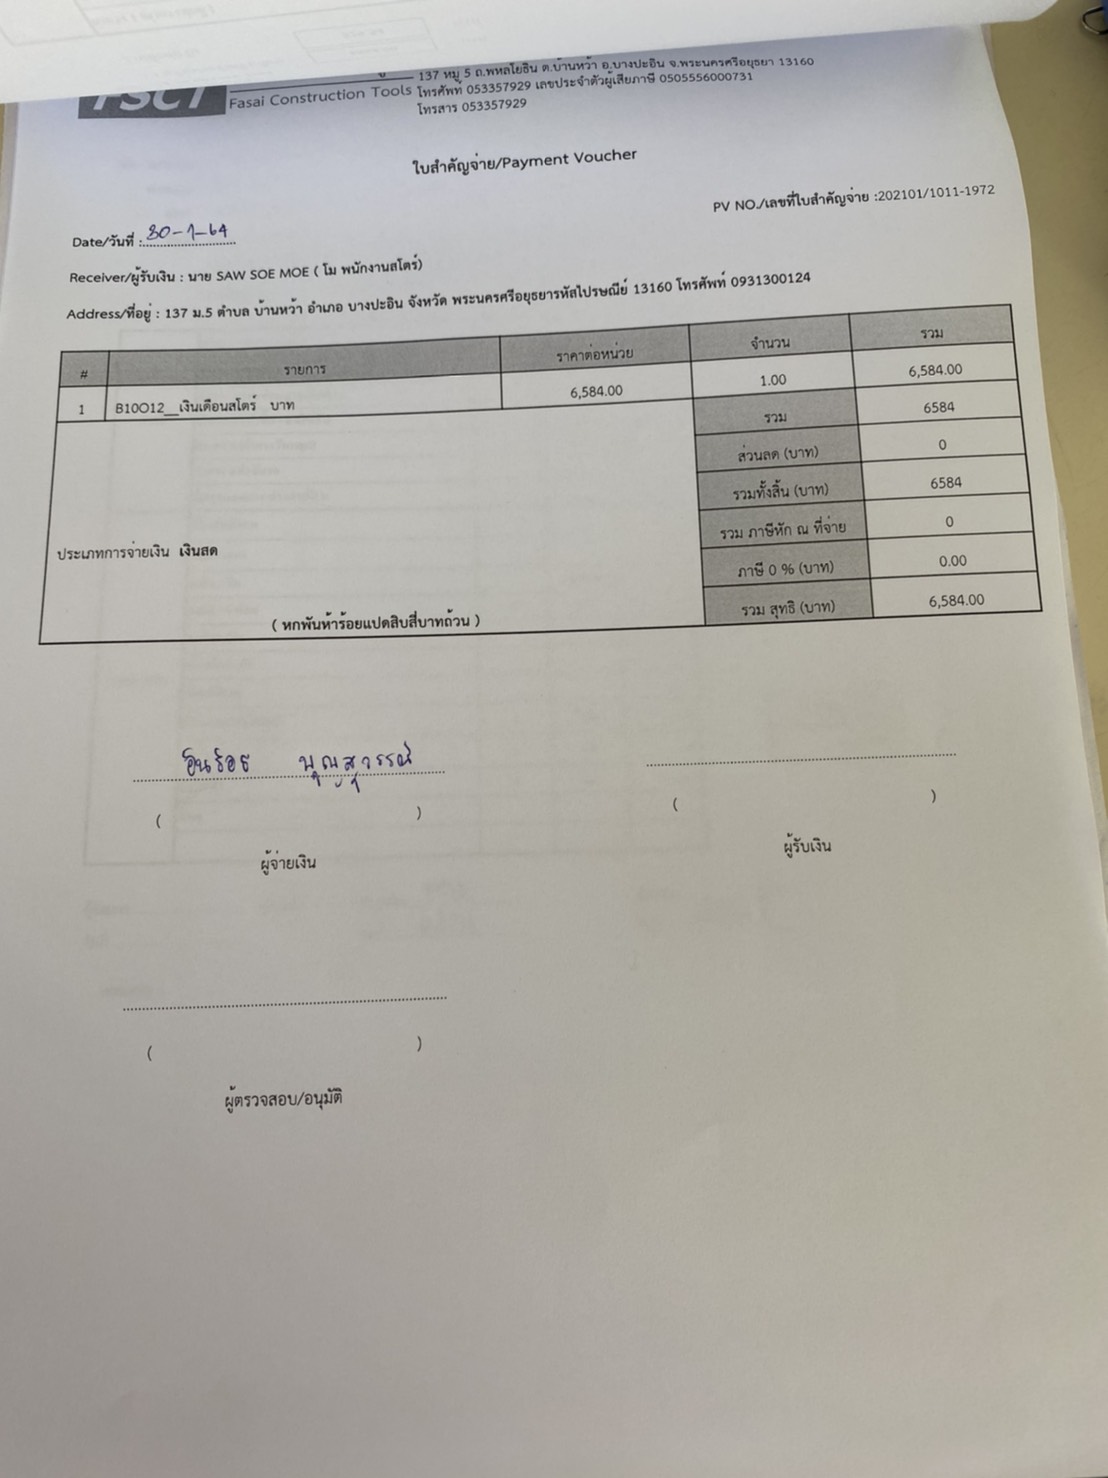 FSCT
Fasai Construction Tools
137 หมู่ 5 ถ.พหลโยธิน ต.บ้านหว้า อ.บางปะอิน จ.พระนครศรีอยุธยา 13160
โทรศัพท์ 053357929 เลขประจำตัวผู้เสียภาษี 0505556000731
โทรสาร 053357929
ใบสำคัญจ่าย/Payment Voucher
PV NO./เลขที่ใบสำคัญจ่าย :202101/1011-1972
Date/วันที่ : 30-1-64
Receiver/ผู้รับเงิน : นาย SAW SOE MOE ( โม พนักงานสโตร์)
Address/ที่อยู่ : 137 ม.5 ตำบล บ้านหว้า อำเภอ บางปะอิน จังหวัด พระนครศรีอยุธยารหัสไปรษณีย์ 13160 โทรศัพท์ 0931300124
# รายการ ราคาต่อหน่วย จำนวน รวม
1 B10O12__เงินเดือนสโตร์ บาท 6,584.00 1.00 6,584.00
รวม 6584
ส่วนลด (บาท) 0
รวมทั้งสิ้น (บาท) 6584
รวม ภาษีหัก ณ ที่จ่าย 0
ประเภทการจ่ายเงิน เงินสด
ภาษี 0 % (บาท) 0.00
( หกพันห้าร้อยแปดสิบสี่บาทถ้วน )
รวม สุทธิ (บาท) 6,584.00
( )
( )
ผู้จ่ายเงิน
ผู้รับเงิน
( )
ผู้ตรวจสอบ/อนุมัติ